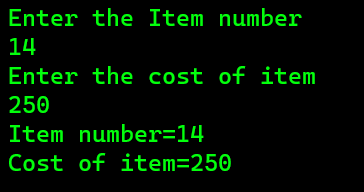 Enter the Item number
14
Enter the cost of item
250
Item number=14
Cost of item=250